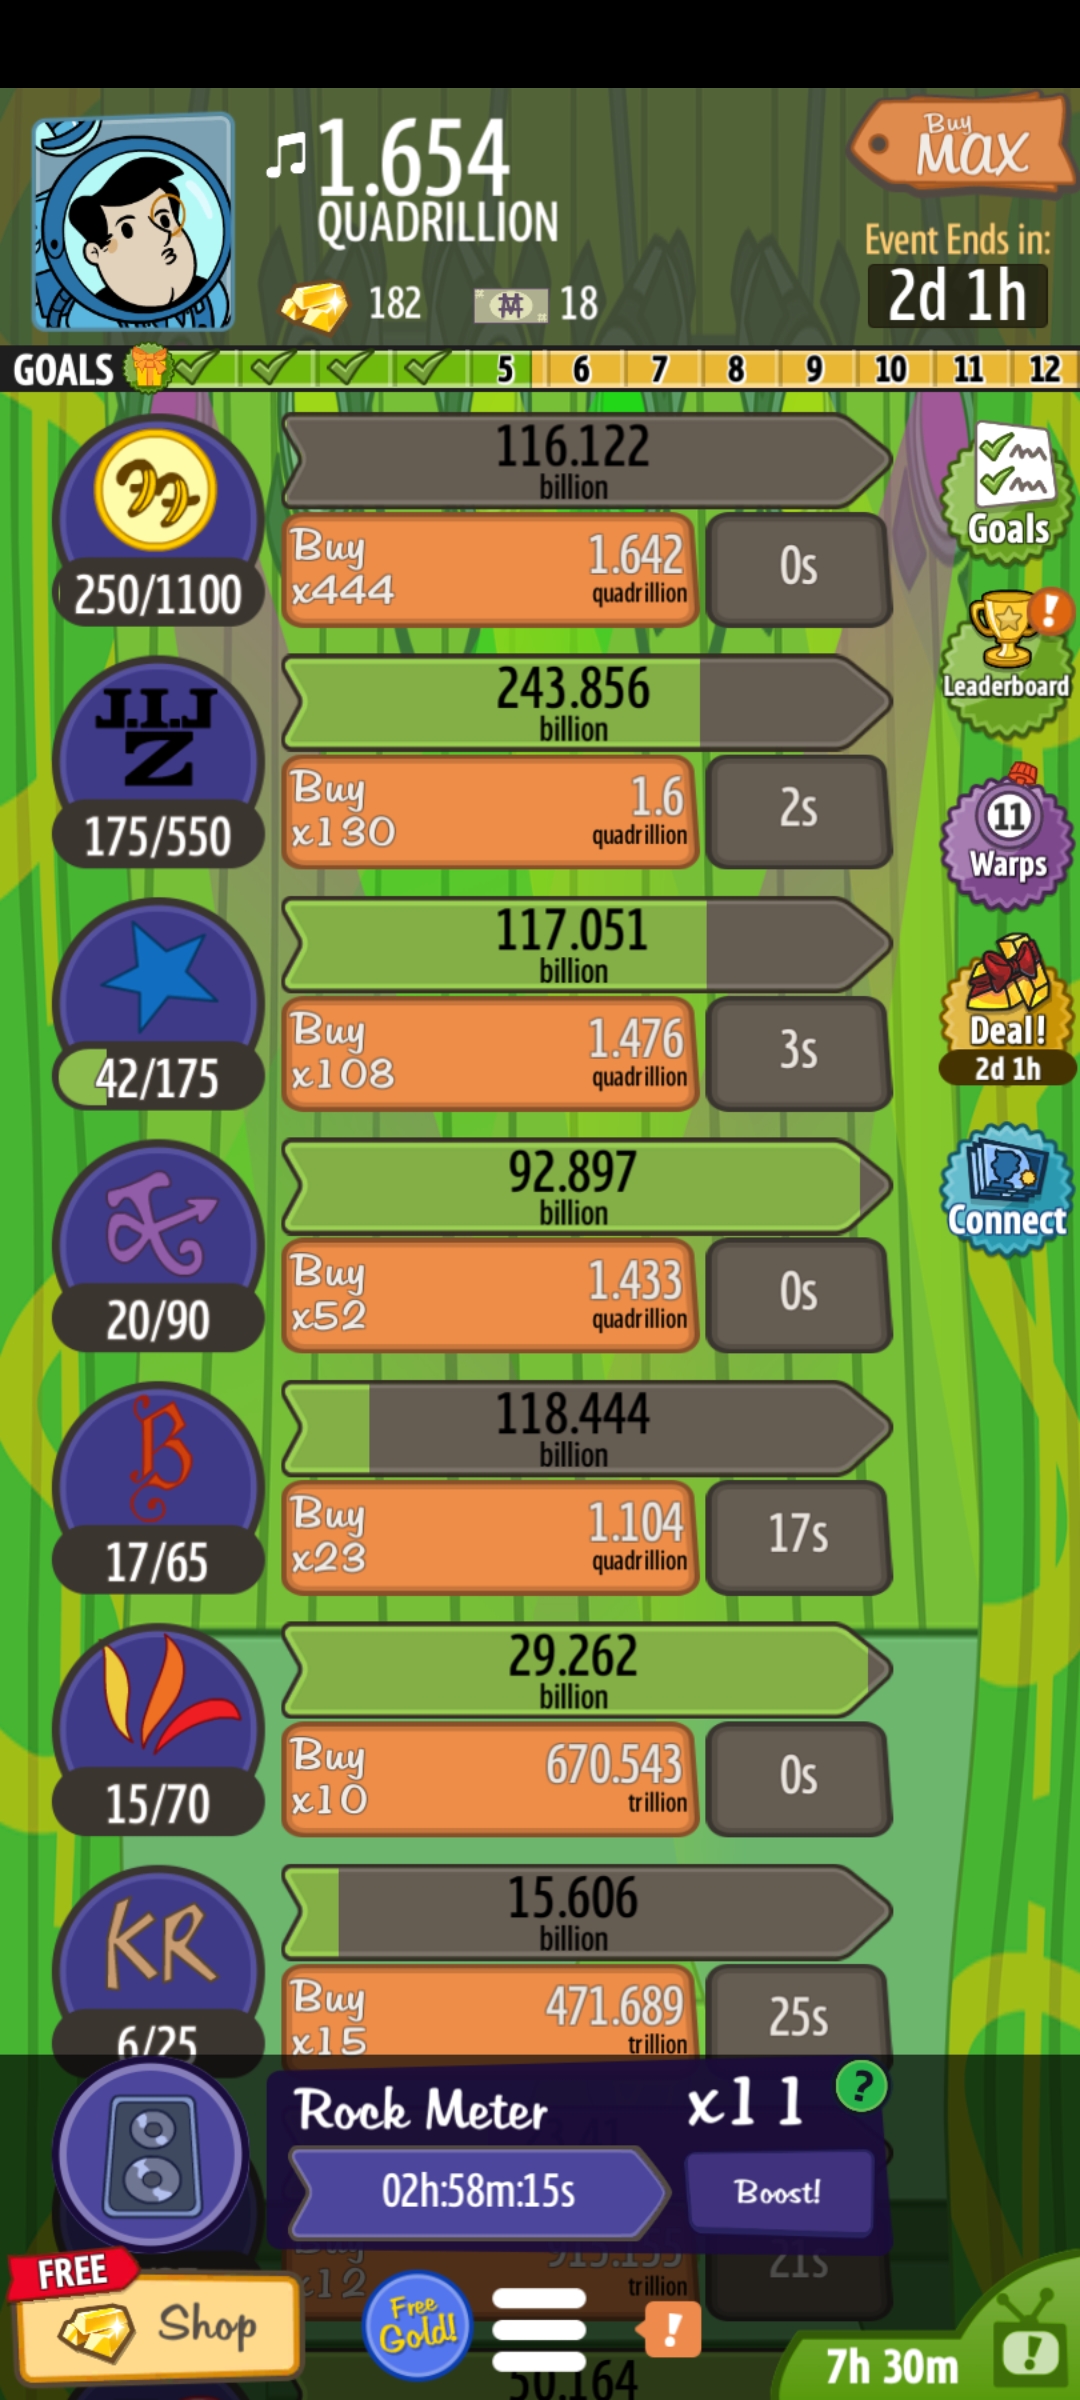 1.654
QUADRILLION
182
18
Buy
MAX
Event Ends in:
2d 1h
GOALS 5 6 7 8 9 10 11 12
116.122
billion
250/1100
Buy
x444
1.642
quadrillion
0s
Goals
J.I.J
Z
243.856
billion
175/550
Buy
x130
1.6
quadrillion
2s
!
Leaderboard
117.051
billion
42/175
Buy
x108
1.476
quadrillion
3s
11
Warps
Deal!
2d 1h
92.897
billion
20/90
Buy
x52
1.433
quadrillion
0s
Connect
B
118.444
billion
17/65
Buy
x23
1.104
quadrillion
17s
29.262
billion
15/70
Buy
x10
670.543
trillion
0s
KR
15.606
billion
6/25
Buy
x15
471.689
trillion
25s
Rock Meter
x11
?
02h:58m:15s
Boost!
Buy
x12
trillion
21s
FREE
Shop
Free
Gold!
!
50.164
7h 30m
!